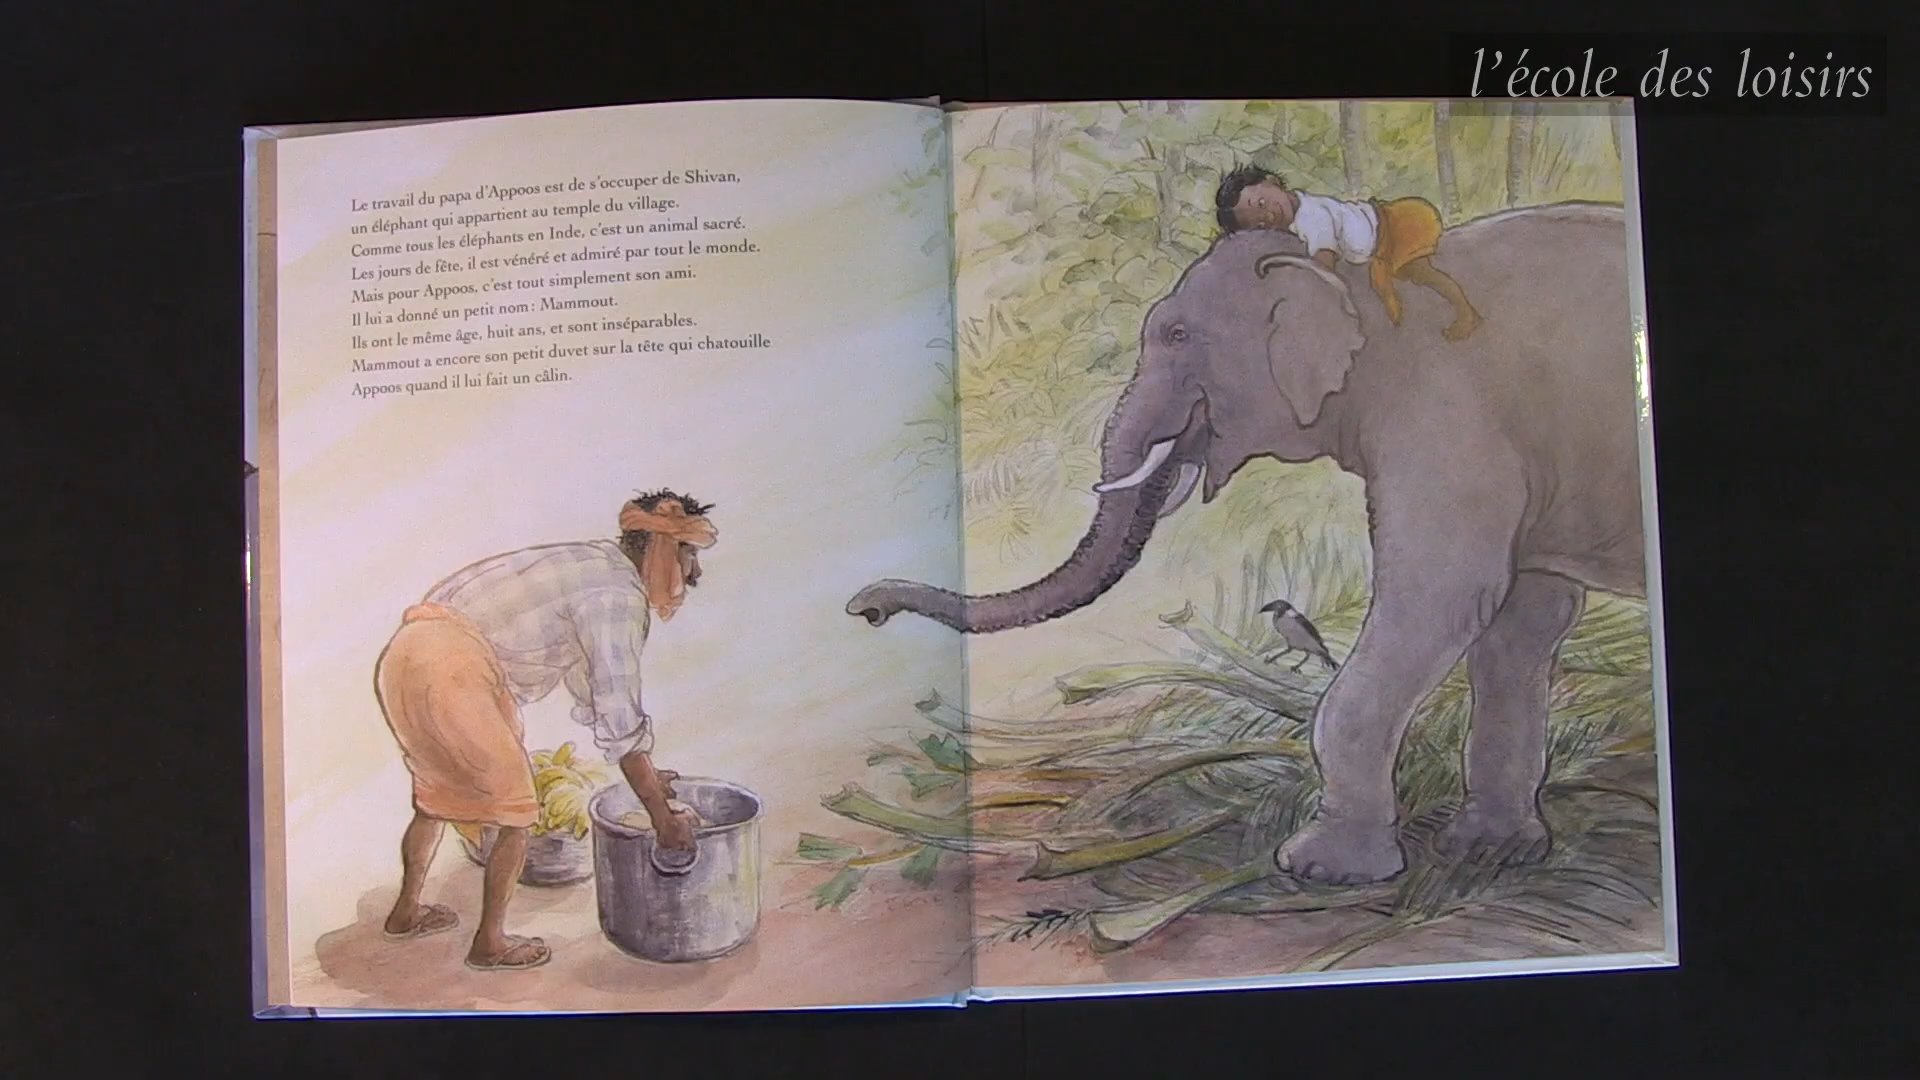 l'école des loisirs
Le travail du papa d'Appoos est de s'occuper de Shivan,
un éléphant qui appartient au temple du village.
Comme tous les éléphants en Inde, c'est un animal sacré.
Les jours de fête, il est vénéré et admiré par tout le monde.
Mais pour Appoos, c'est tout simplement son ami.
Il lui a donné un petit nom : Mammout.
Ils ont le même âge, huit ans, et sont inséparables.
Mammout a encore son petit duvet sur la tête qui chatouille
Appoos quand il lui fait un câlin.